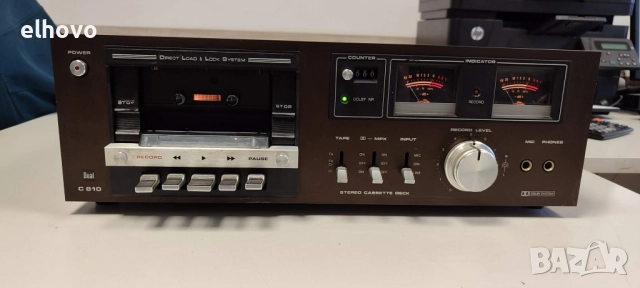 elhovo
POWER
DIRECT LOAD & LOCK SYSTEM
COUNTER
INDICATOR
DOLBY NR
RECORD
STOP
STOP
RECORD ◄◄ ► ►► PAUSE
TAPE
MPX
INPUT
RECORD LEVEL
MIC
PHONES
Dual
C 810
STEREO CASSETTE DECK
BAZAR